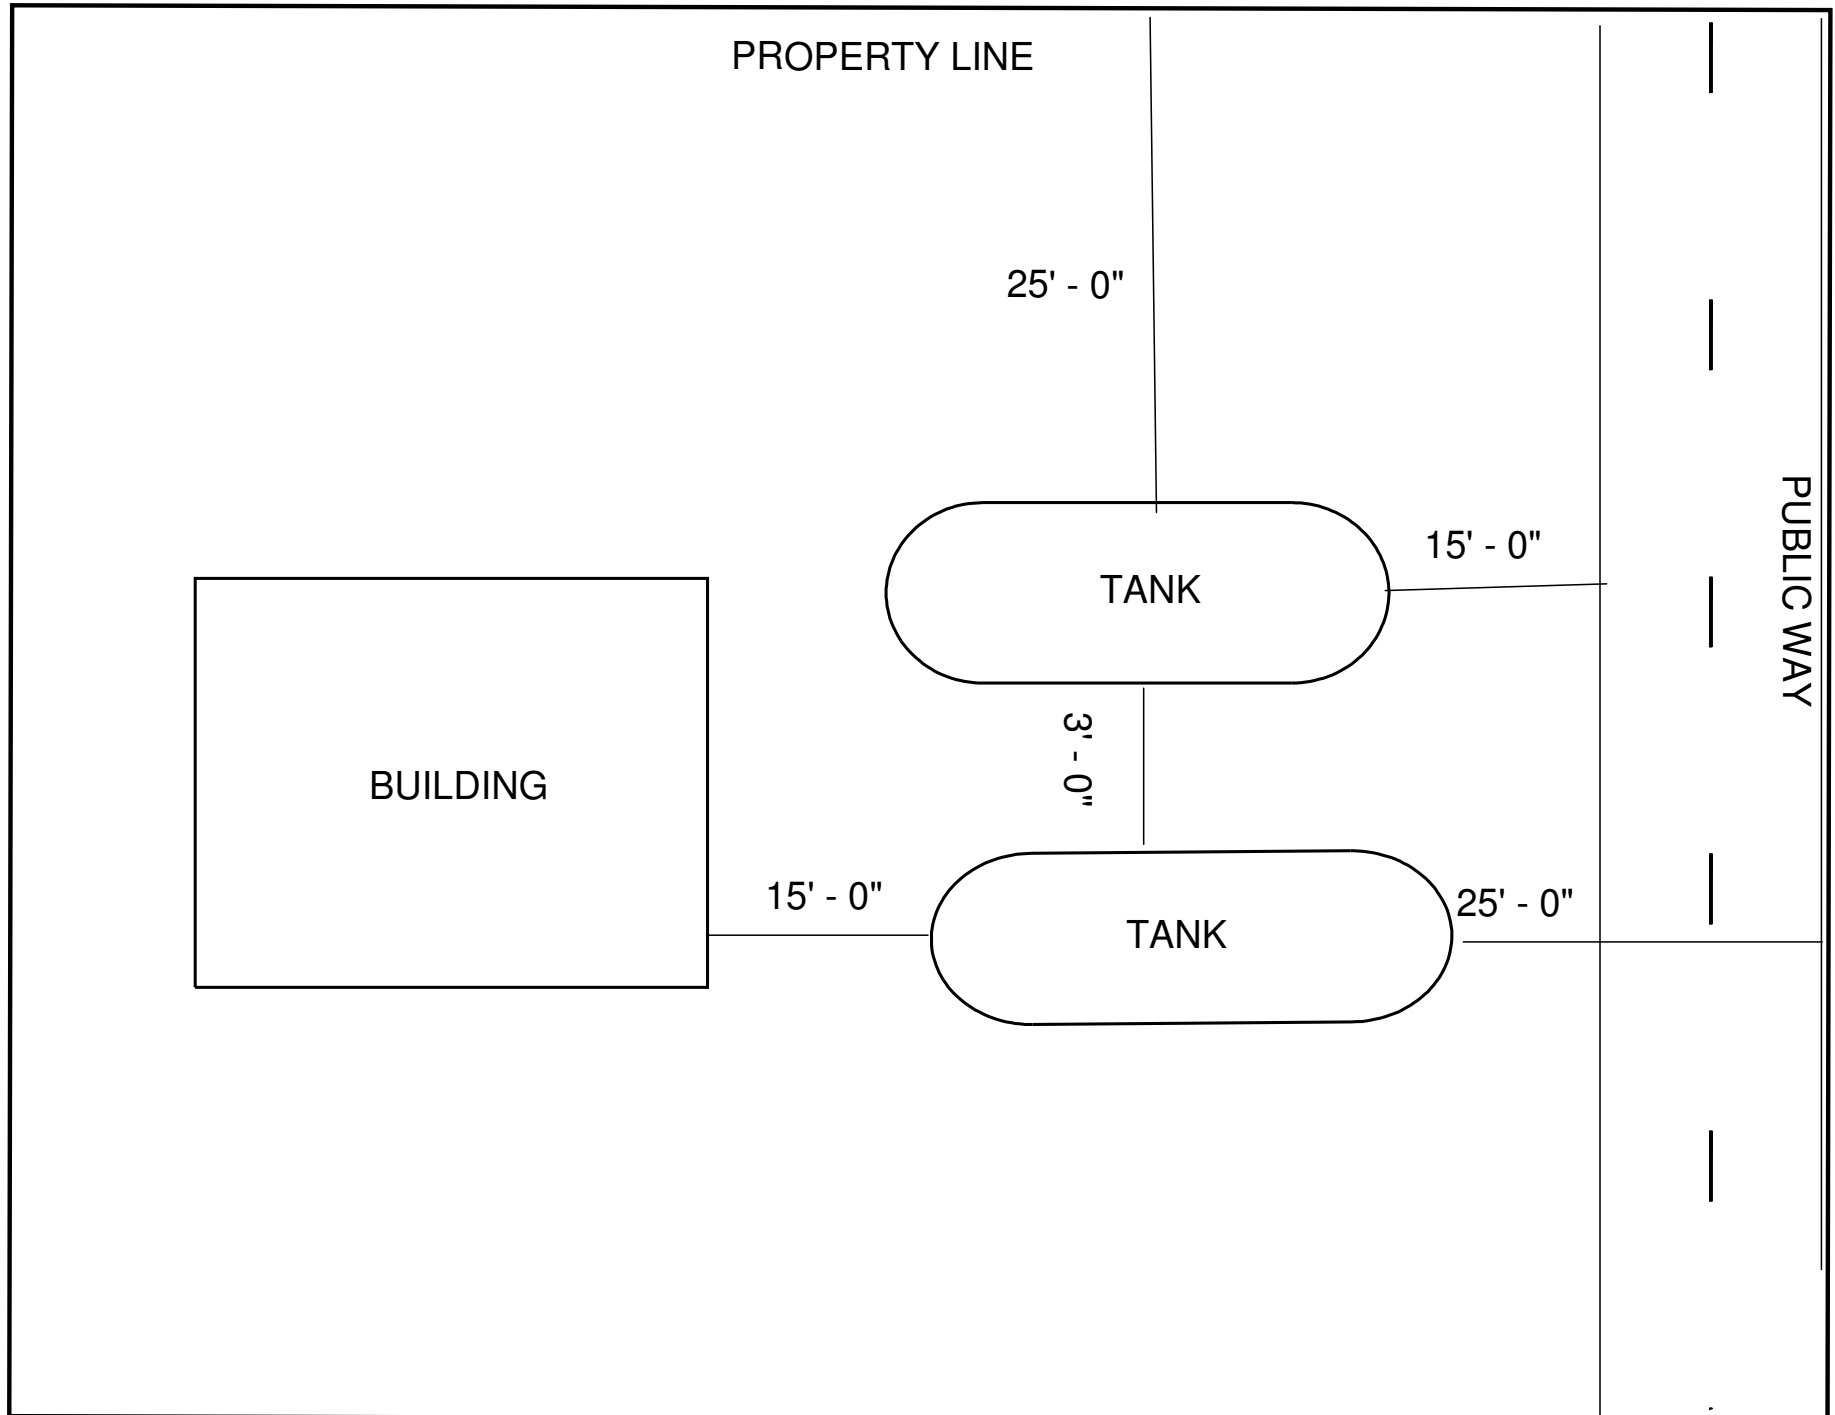 PROPERTY LINE
25' - 0"
15' - 0"
TANK
PUBLIC WAY
3' - 0"
BUILDING
15' - 0"
25' - 0"
TANK